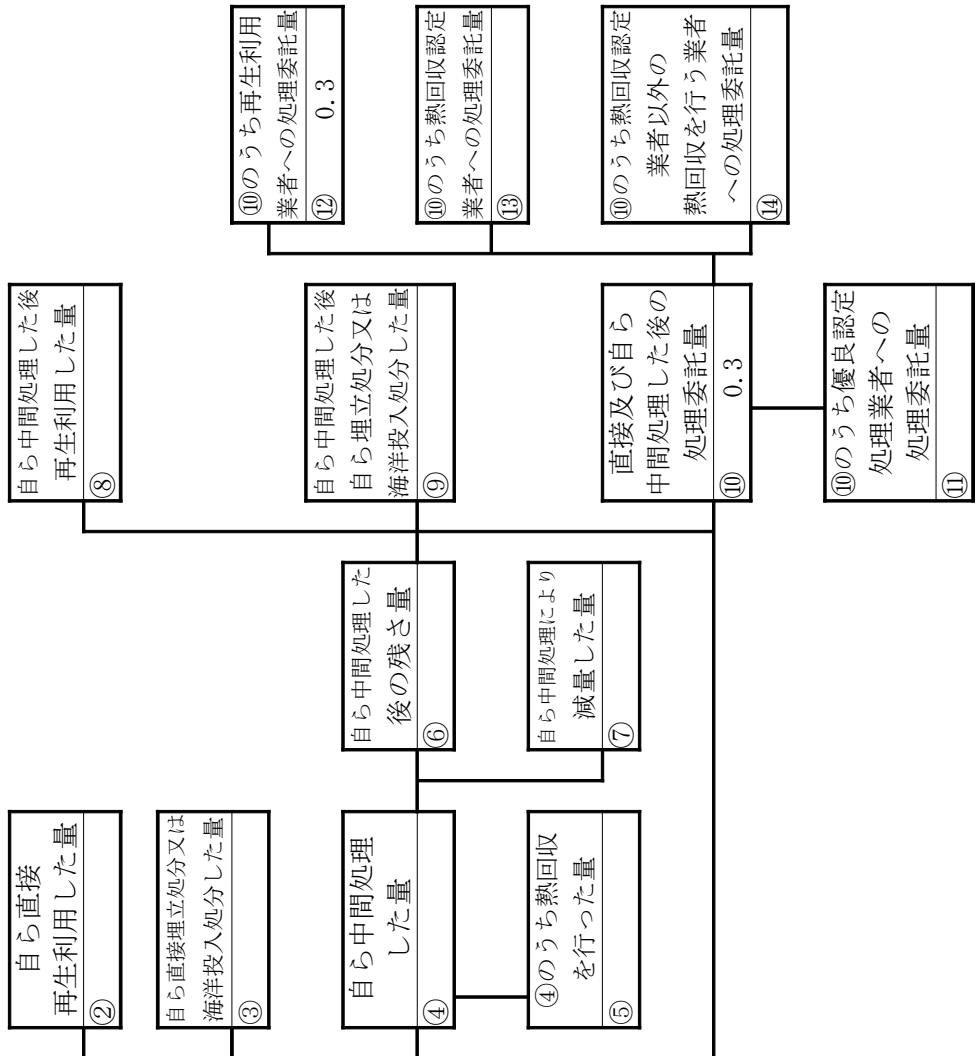 自ら直接
再生利用した量
②
自ら直接埋立処分又は
海洋投入処分した量
③
自ら中間処理
した量
④
④のうち熱回収
を行った量
⑤
自ら中間処理した
後の残さ量
⑥
自ら中間処理により
減量した量
⑦
自ら中間処理した後
再生利用した量
⑧
自ら中間処理した後
自ら埋立処分又は
海洋投入処分した量
⑨
直接及び自ら
中間処理した後の
処理委託量
⑩ 0.3
⑩のうち優良認定
処理業者への
処理委託量
⑪
⑩のうち再生利用
業者への処理委託量
⑫ 0.3
⑩のうち熱回収認定
業者への処理委託量
⑬
⑩のうち熱回収認定
業者以外の
熱回収を行う業者
への処理委託量
⑭